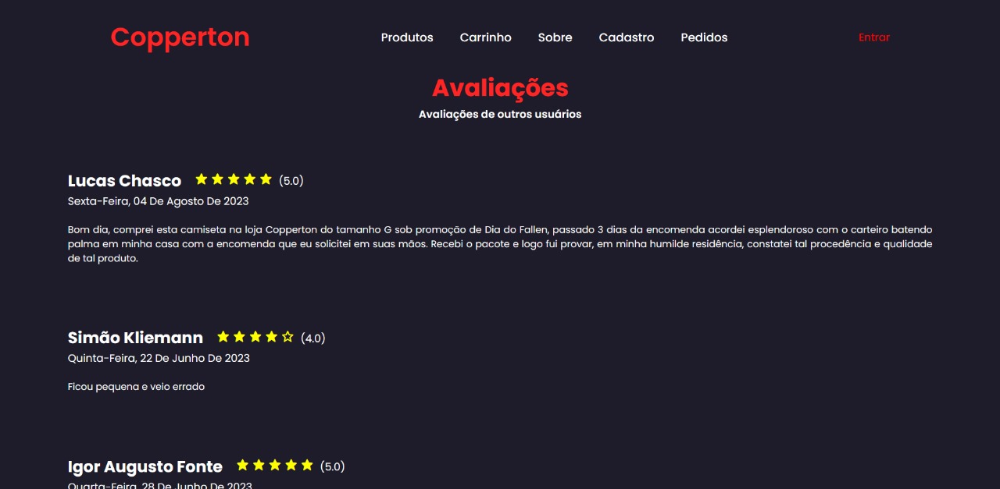 Copperton
Produtos Carrinho Sobre Cadastro Pedidos
Entrar
Avaliações
Avaliações de outros usuários
Lucas Chasco (5.0)
Sexta-Feira, 04 De Agosto De 2023
Bom dia, comprei esta camiseta na loja Copperton do tamanho G sob promoção de Dia do Fallen, passado 3 dias da encomenda acordei esplendoroso com o carteiro batendo
palma em minha casa com a encomenda que eu solicitei em suas mãos. Recebi o pacote e logo fui provar, em minha humilde residência, constatei tal procedência e qualidade
de tal produto.
Simão Kliemann (4.0)
Quinta-Feira, 22 De Junho De 2023
Ficou pequena e veio errado
Igor Augusto Fonte (5.0)
Quarta-Feira, 28 De Junho De 2023